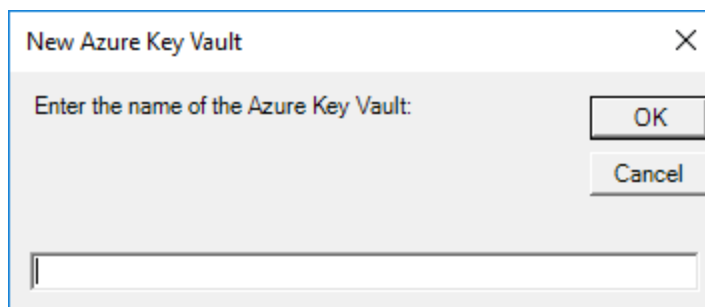 New Azure Key Vault
Enter the name of the Azure Key Vault:
OK
Cancel